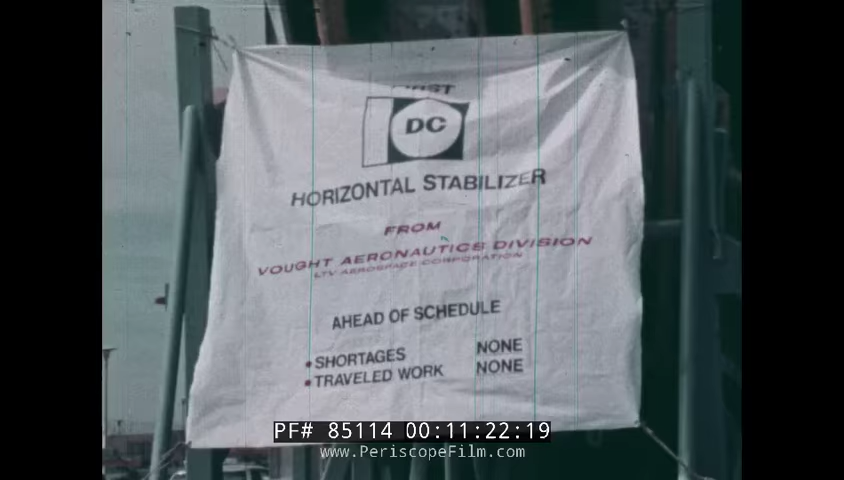 FIRST
DC
HORIZONTAL STABILIZER
FROM
VOUGHT AERONAUTICS DIVISION
LTV AEROSPACE CORPORATION
AHEAD OF SCHEDULE
• SHORTAGES NONE
• TRAVELED WORK NONE
PF# 85114 00:11:22:19
www.PeriscopeFilm.com